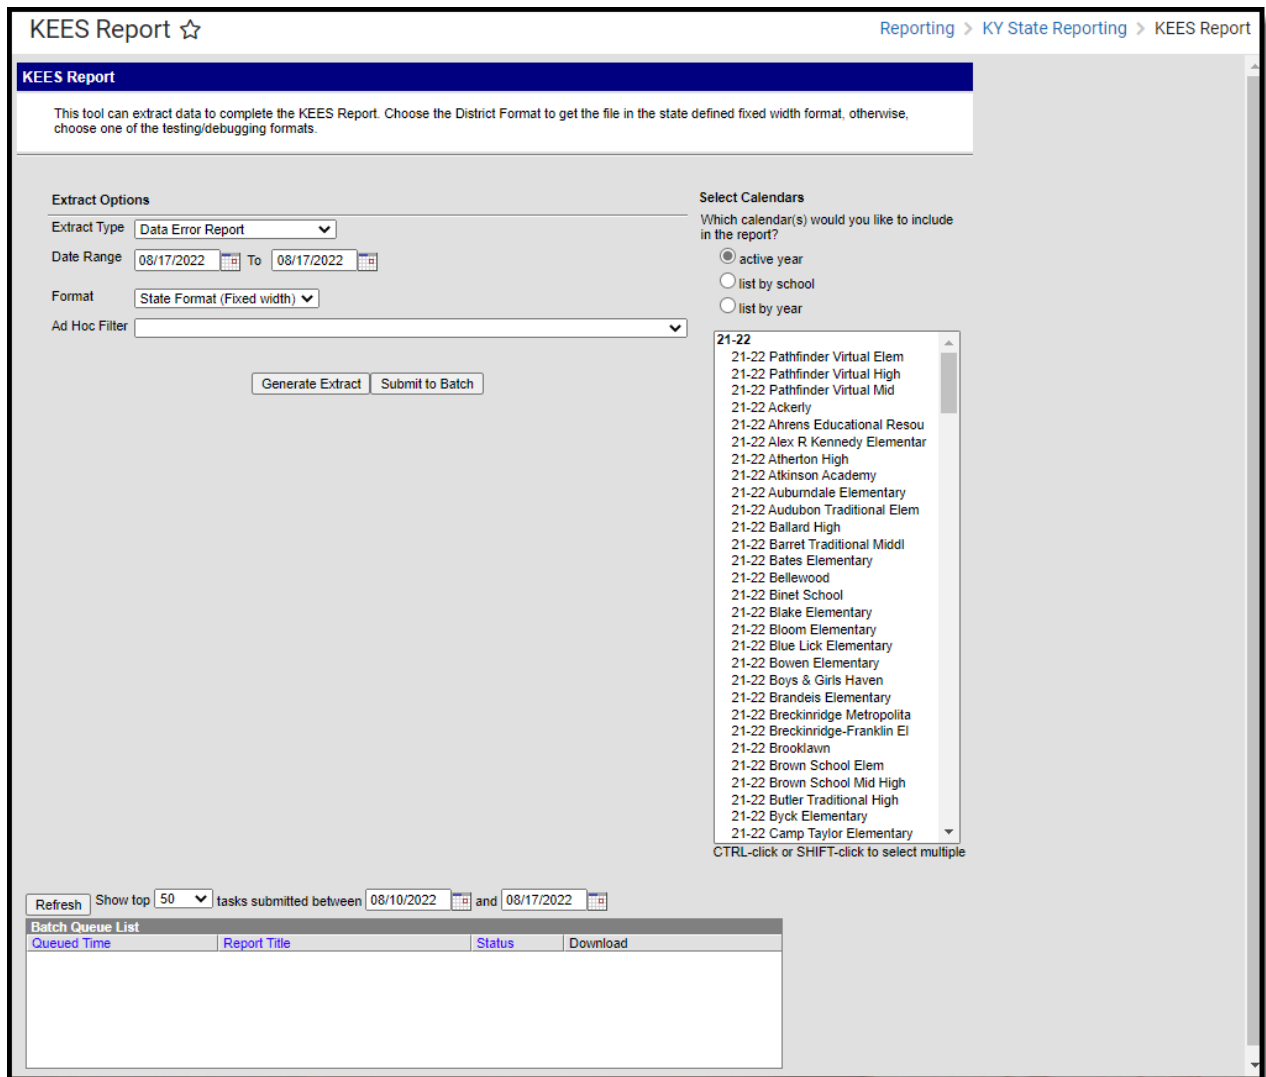 KEES Report
Reporting > KY State Reporting > KEES Report
KEES Report
This tool can extract data to complete the KEES Report. Choose the District Format to get the file in the state defined fixed width format, otherwise,
choose one of the testing/debugging formats.
Extract Options
Extract Type Data Error Report
Date Range 08/17/2022 To 08/17/2022
Format State Format (Fixed width)
Ad Hoc Filter
Generate Extract Submit to Batch
Select Calendars
Which calendar(s) would you like to include
in the report?
active year
list by school
list by year
21-22
21-22 Pathfinder Virtual Elem
21-22 Pathfinder Virtual High
21-22 Pathfinder Virtual Mid
21-22 Ackerly
21-22 Ahrens Educational Resou
21-22 Alex R Kennedy Elementar
21-22 Atherton High
21-22 Atkinson Academy
21-22 Auburndale Elementary
21-22 Audubon Traditional Elem
21-22 Ballard High
21-22 Barret Traditional Middl
21-22 Bates Elementary
21-22 Bellewood
21-22 Binet School
21-22 Blake Elementary
21-22 Bloom Elementary
21-22 Blue Lick Elementary
21-22 Bowen Elementary
21-22 Boys & Girls Haven
21-22 Brandeis Elementary
21-22 Breckinridge Metropolita
21-22 Breckinridge-Franklin El
21-22 Brooklawn
21-22 Brown School Elem
21-22 Brown School Mid High
21-22 Butler Traditional High
21-22 Byck Elementary
21-22 Camp Taylor Elementary
CTRL-click or SHIFT-click to select multiple
Refresh Show top 50 tasks submitted between 08/10/2022 and 08/17/2022
Batch Queue List
Queued Time Report Title Status Download